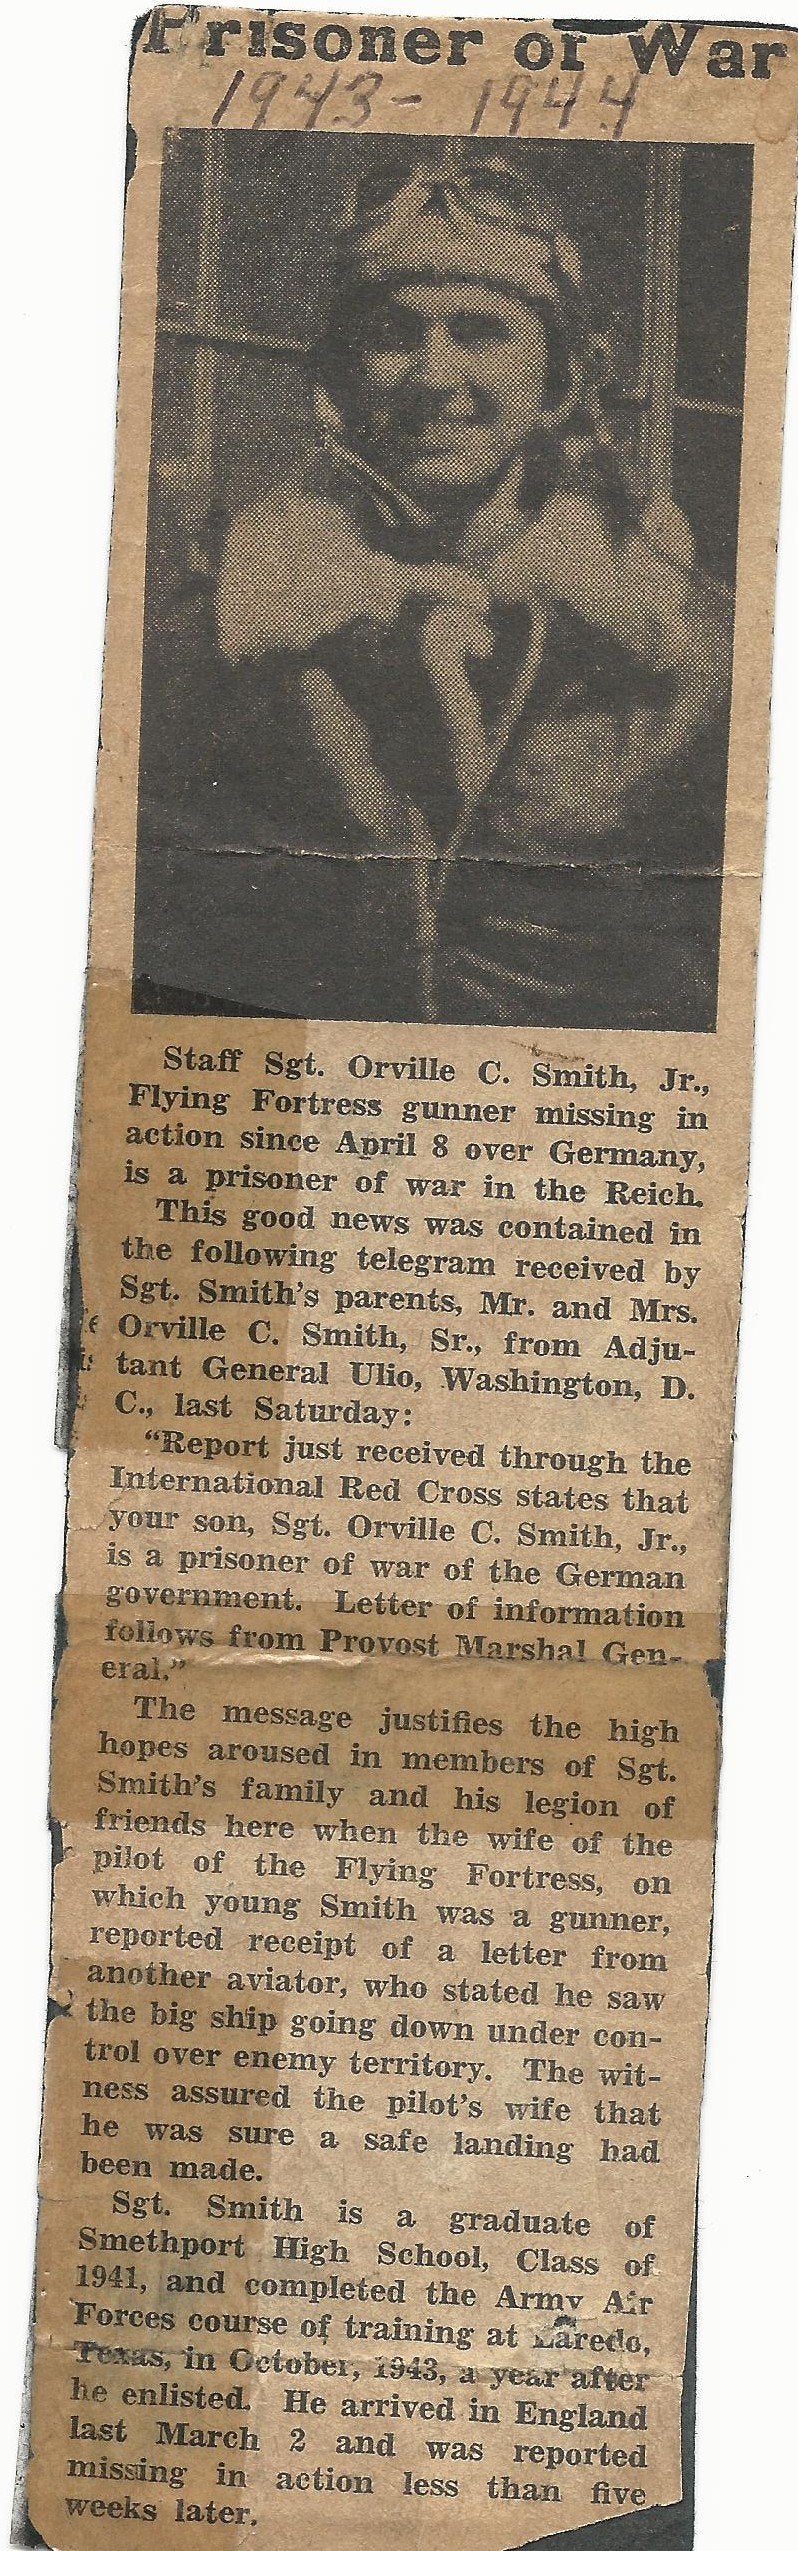 Prisoner of War
1943 - 1944
Staff Sgt. Orville C. Smith, Jr.,
Flying Fortress gunner missing in
action since April 8 over Germany,
is a prisoner of war in the Reich.
This good news was contained in
the following telegram received by
Sgt. Smith's parents, Mr. and Mrs.
Orville C. Smith, Sr., from Adju-
tant General Ulio, Washington, D.
C., last Saturday:
"Report just received through the
International Red Cross states that
your son, Sgt. Orville C. Smith, Jr.,
is a prisoner of war of the German
government. Letter of information
follows from Provost Marshal Gen-
eral."
The message justifies the high
hopes aroused in members of Sgt.
Smith's family and his legion of
friends here when the wife of the
pilot of the Flying Fortress, on
which young Smith was a gunner,
reported receipt of a letter from
another aviator, who stated he saw
the big ship going down under con-
trol over enemy territory. The wit-
ness assured the pilot's wife that
he was sure a safe landing had
been made.
Sgt. Smith is a graduate of
Smethport High School, Class of
1941, and completed the Army Air
Forces course of training at Laredo,
Texas, in October, 1943, a year after
he enlisted. He arrived in England
last March 2 and was reported
missing in action less than five
weeks later.